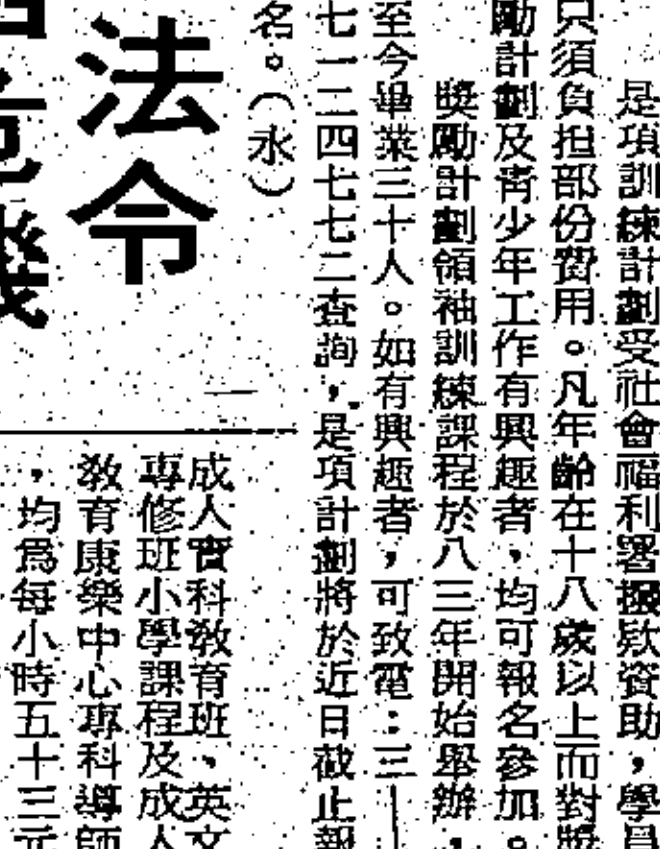 是項訓練計劃受社會福利署撥欵資助，學員
只須負担部份費用。凡年齡在十八歲以上而對獎
勵計劃及青少年工作有興趣者，均可報名參加。
獎勵計劃領袖訓練課程於八三年開始舉辦，
至今畢業三十人。如有興趣者，可致電：三—
七一二四七七二查詢，是項計劃將於近日截止報
名。（永）
法令
機
成人實科教育班、英文
專修班小學課程及成人
教育康樂中心專科導師
，均爲每小時五十三元